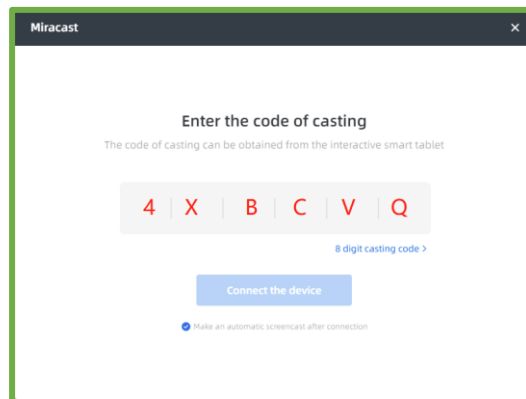 Miracast
Enter the code of casting
The code of casting can be obtained from the interactive smart tablet
4 X B C V Q
8 digit casting code >
Connect the device
Make an automatic screencast after connection